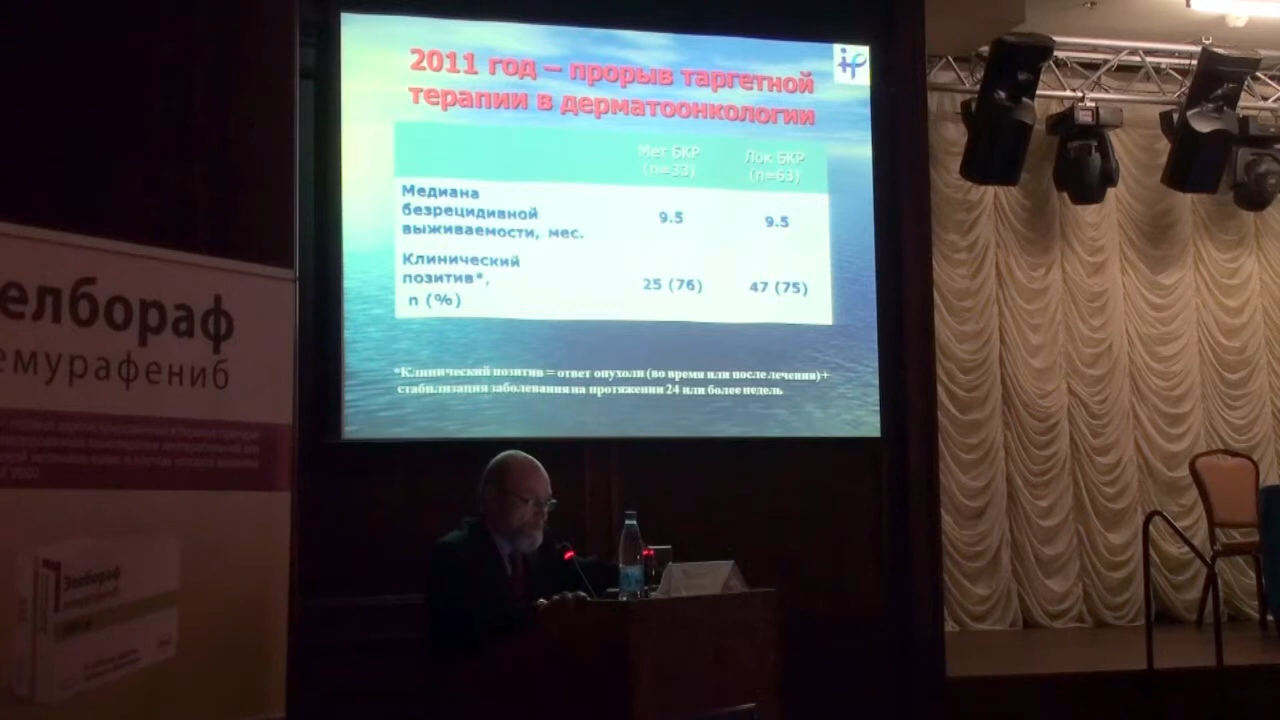 2011 год – прорыв таргетной
терапии в дерматоонкологии
Мет БКР
(n=33)
Лок БКР
(n=63)
Медиана
безрецидивной
выживаемости, мес.
9.5
9.5
Клинический
позитив*,
n (%)
25 (76)
47 (75)
*Клинический позитив = ответ опухоли (во время или после лечения)+
стабилизация заболевания на протяжении 24 или более недель
елбораф
емурафениб
Зелбораф